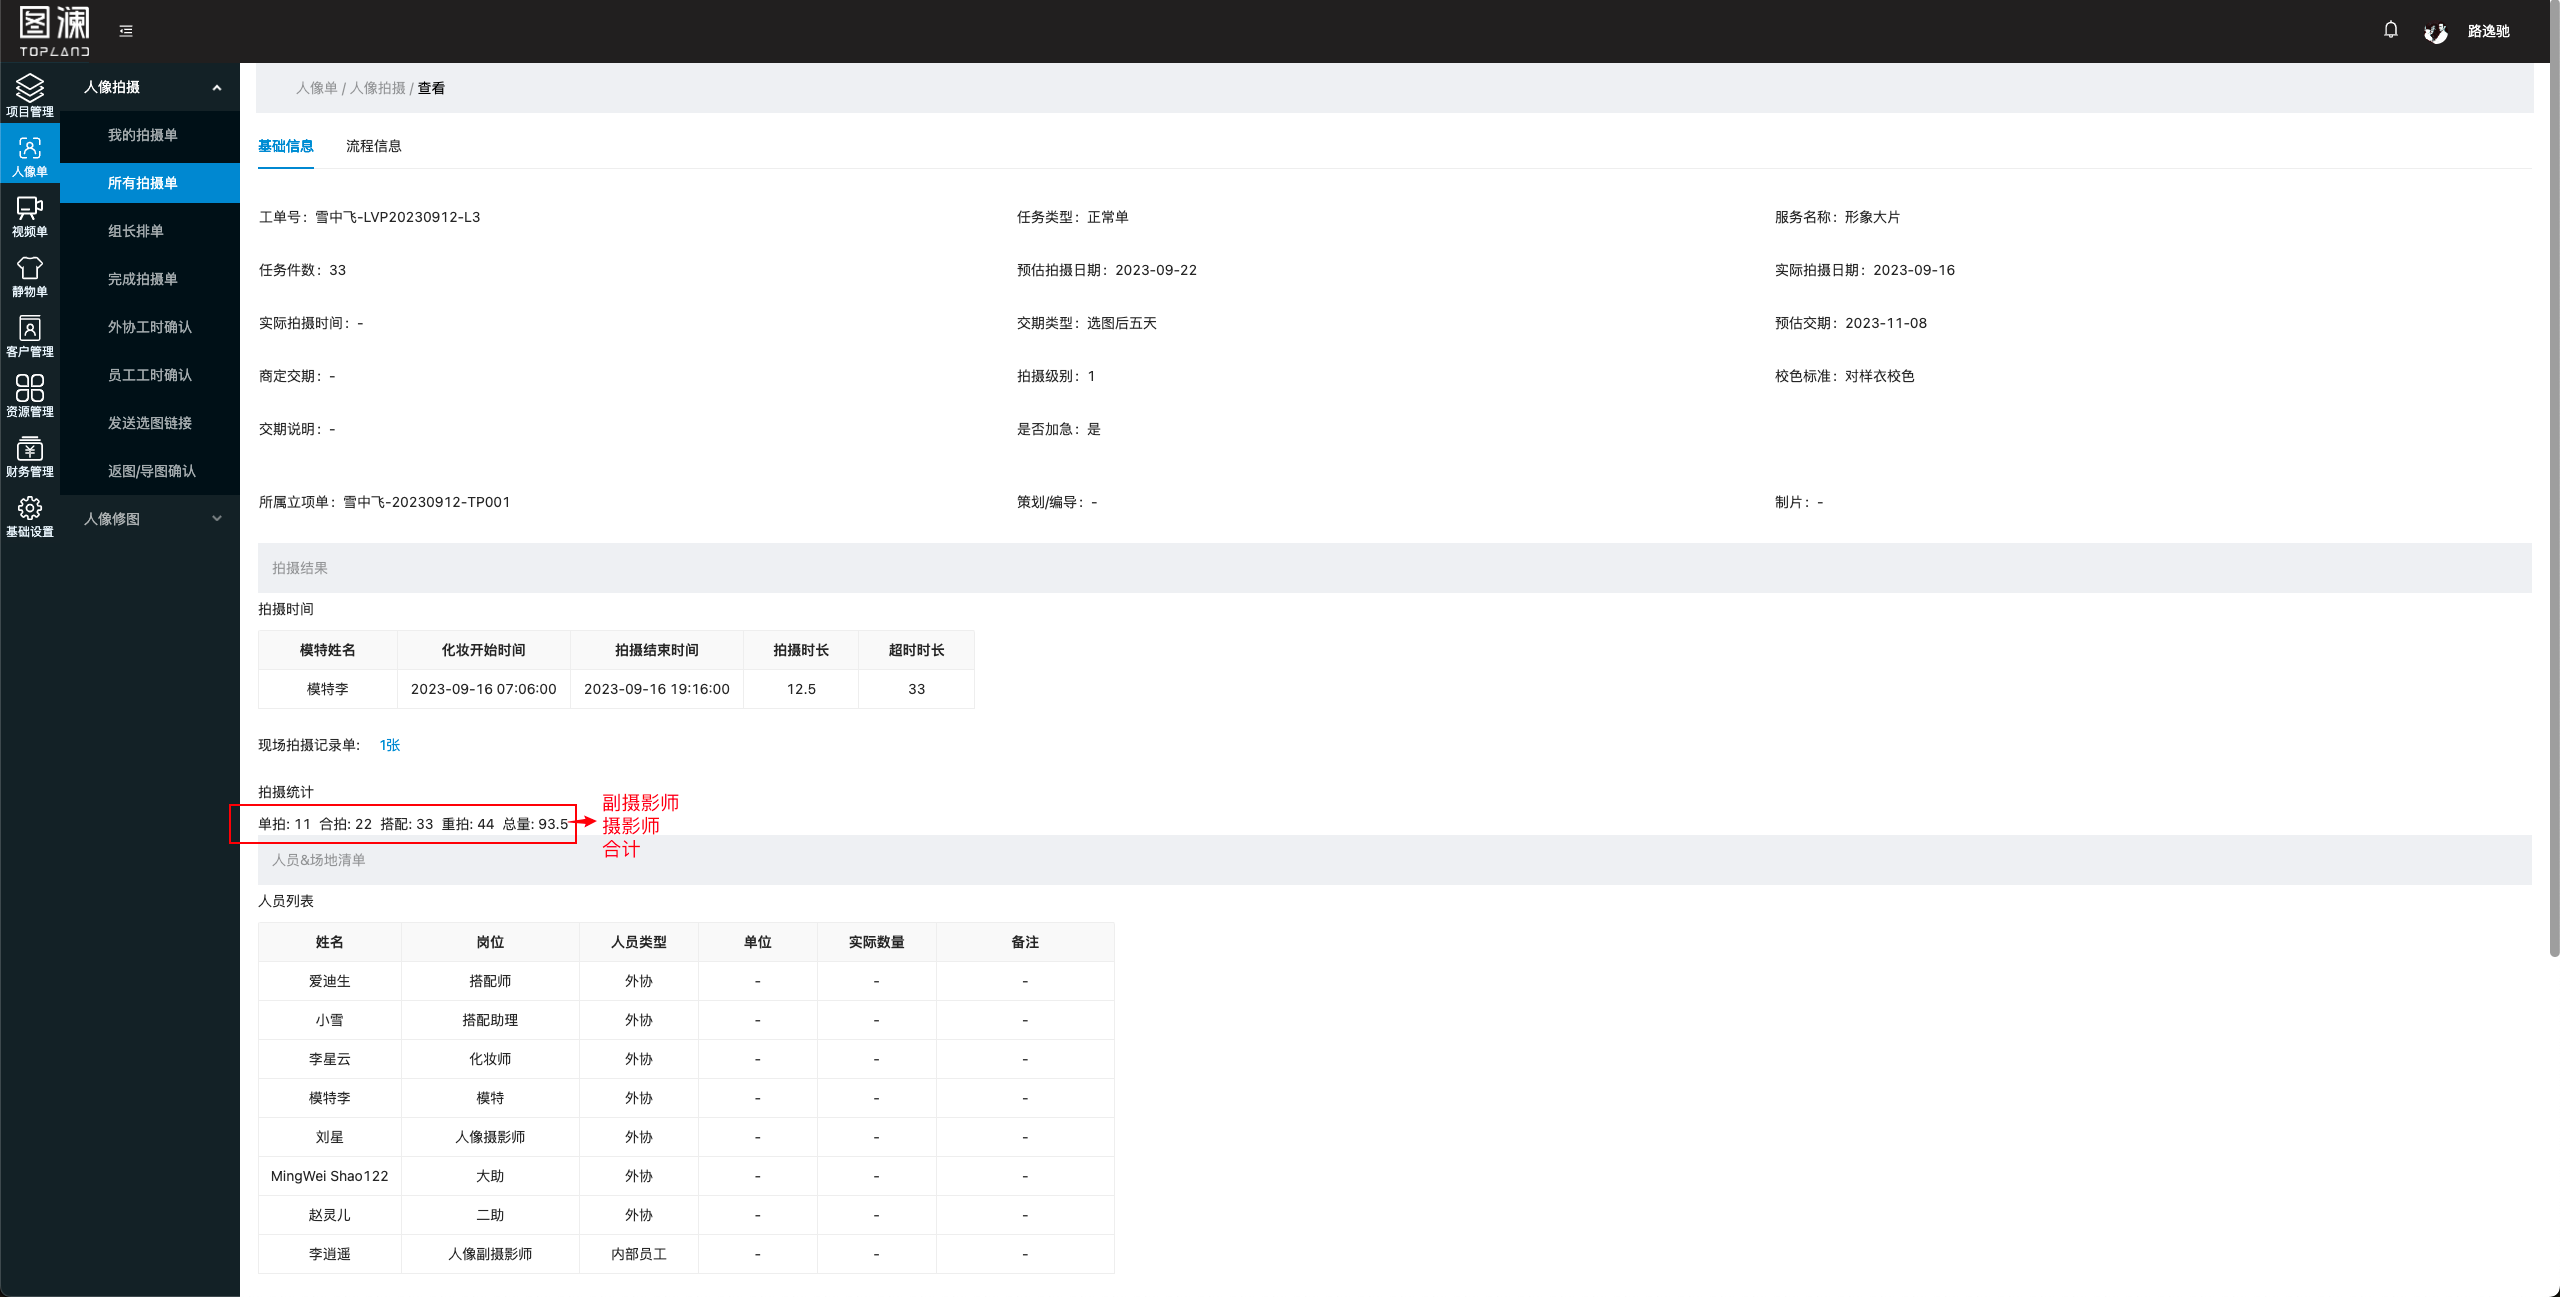 图澜
TOPLAND
路逸驰
项目管理
人像单
视频单
静物单
客户管理
资源管理
财务管理
基础设置
人像拍摄
我的拍摄单
所有拍摄单
组长排单
完成拍摄单
外协工时确认
员工工时确认
发送选图链接
返图/导图确认
人像修图
人像单 / 人像拍摄 / 查看
基础信息 流程信息
工单号：雪中飞-LVP20230912-L3 任务类型：正常单 服务名称：形象大片
任务件数：33 预估拍摄日期：2023-09-22 实际拍摄日期：2023-09-16
实际拍摄时间：- 交期类型：选图后五天 预估交期：2023-11-08
商定交期：- 拍摄级别：1 校色标准：对样衣校色
交期说明：- 是否加急：是
所属立项单：雪中飞-20230912-TP001 策划/编导：- 制片：-
拍摄结果
拍摄时间
模特姓名 化妆开始时间 拍摄结束时间 拍摄时长 超时时长
模特李 2023-09-16 07:06:00 2023-09-16 19:16:00 12.5 33
现场拍摄记录单: 1张
拍摄统计
单拍: 11 合拍: 22 搭配: 33 重拍: 44 总量: 93.5
副摄影师
摄影师
合计
人员&场地清单
人员列表
姓名 岗位 人员类型 单位 实际数量 备注
爱迪生 搭配师 外协 - - -
小雪 搭配助理 外协 - - -
李星云 化妆师 外协 - - -
模特李 模特 外协 - - -
刘星 人像摄影师 外协 - - -
MingWei Shao122 大助 外协 - - -
赵灵儿 二助 外协 - - -
李逍遥 人像副摄影师 内部员工 - - -